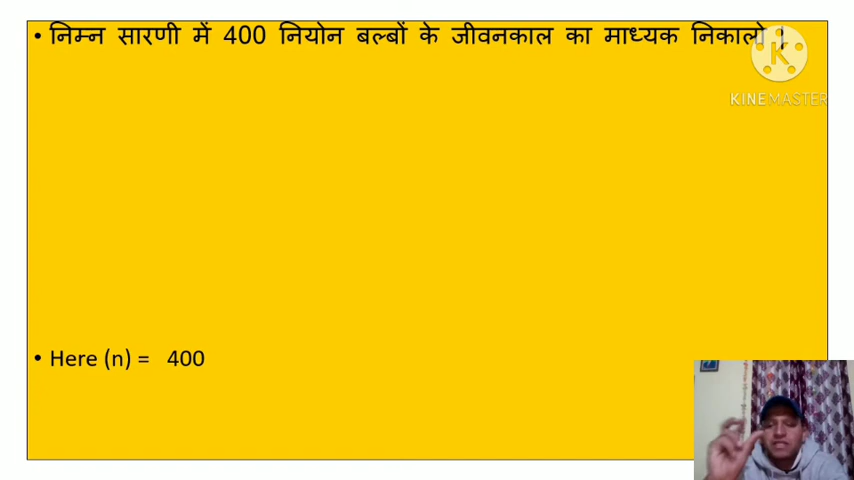 • निम्न सारणी में 400 नियोन बल्बों के जीवनकाल का माध्यक निकालो |
K
KINEMASTER
• Here (n) = 400